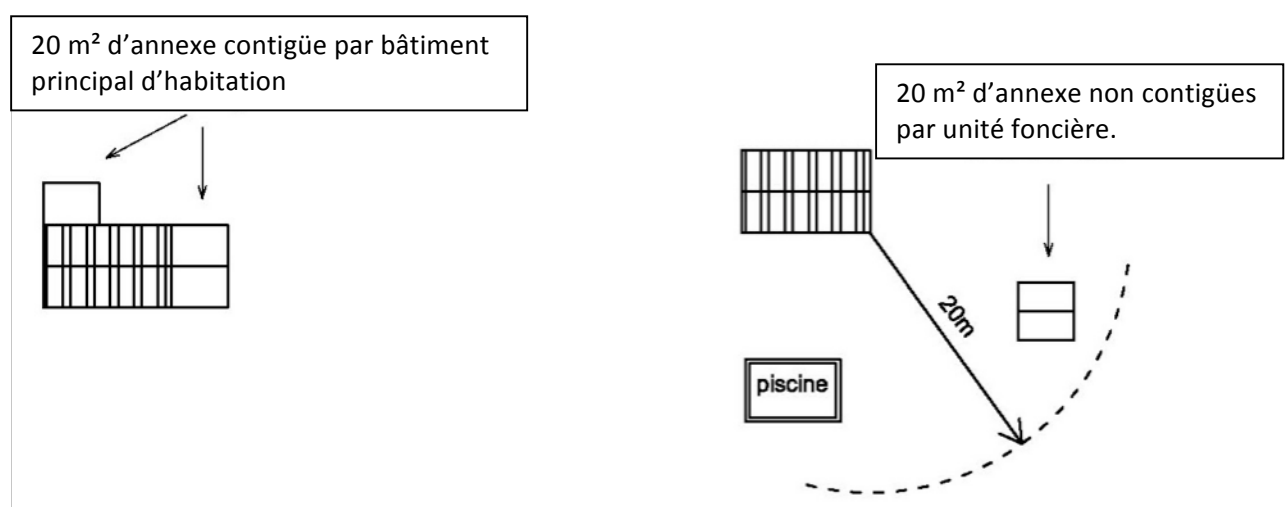 20 m² d’annexe contigüe par bâtiment
principal d’habitation
20 m² d’annexe non contigües
par unité foncière.
20m
piscine